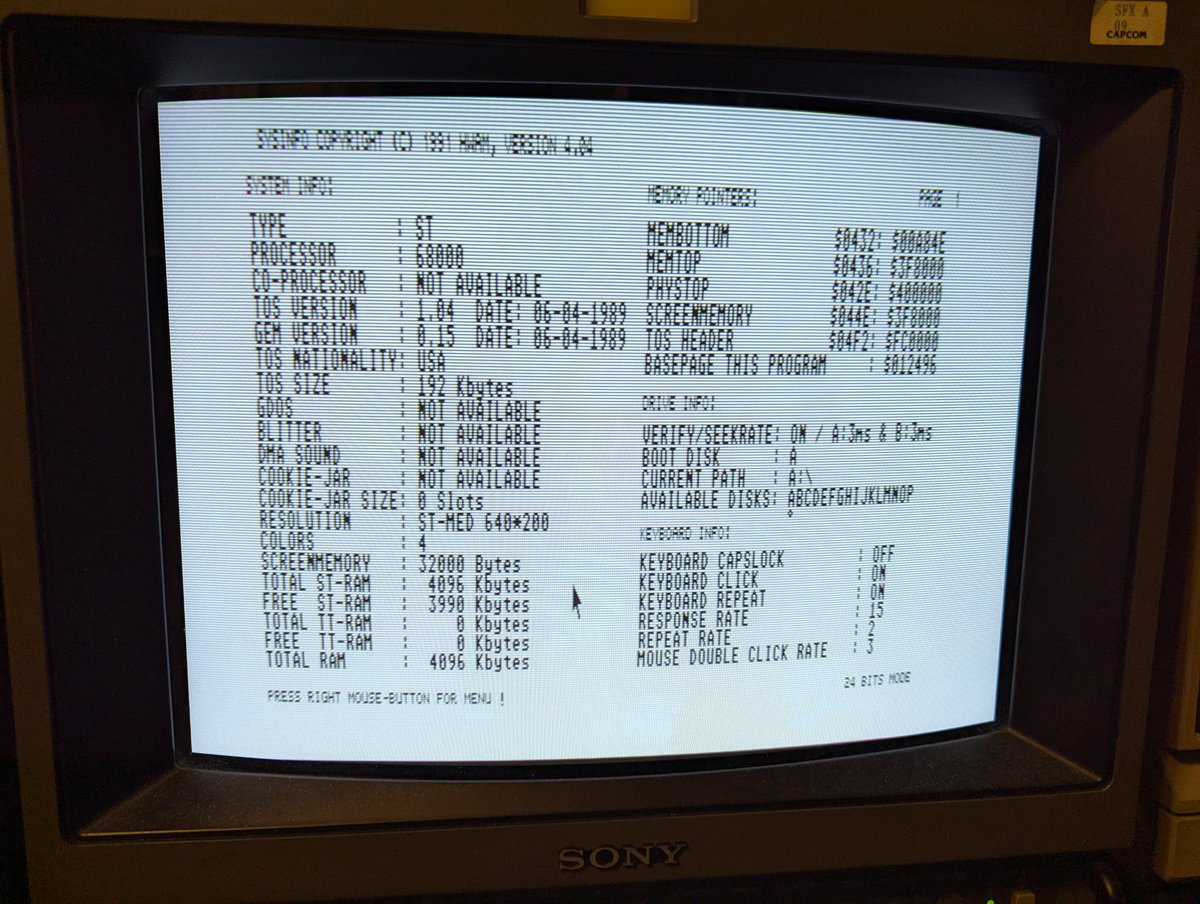 SFX A
09
CAPCOM
SYSINFO COPYRIGHT (C) 1991 HWRM, VERSION 4.04
SYSTEM INFO:
TYPE : ST
PROCESSOR : 68000
CO-PROCESSOR : NOT AVAILABLE
TOS VERSION : 1.04 DATE: 06-04-1989
GEM VERSION : 0.15 DATE: 06-04-1989
TOS NATIONALITY: USA
TOS SIZE : 192 Kbytes
GDOS : NOT AVAILABLE
BLITTER : NOT AVAILABLE
DMA SOUND : NOT AVAILABLE
COOKIE-JAR : NOT AVAILABLE
COOKIE-JAR SIZE: 0 Slots
RESOLUTION : ST-MED 640*200
COLORS : 4
SCREENMEMORY : 32000 Bytes
TOTAL ST-RAM : 4096 Kbytes
FREE ST-RAM : 3990 Kbytes
TOTAL TT-RAM : 0 Kbytes
FREE TT-RAM : 0 Kbytes
TOTAL RAM : 4096 Kbytes
PRESS RIGHT MOUSE-BUTTON FOR MENU !
MEMORY POINTERS: PAGE 1
MEMBOTTOM $0432: $00A84E
MEMTOP $0436: $3F8000
PHYSTOP $042E: $400000
SCREENMEMORY $044E: $3F8000
TOS HEADER $04F2: $FC0000
BASEPAGE THIS PROGRAM : $012496
DRIVE INFO:
VERIFY/SEEKRATE: ON / A:3ms & B:3ms
BOOT DISK : A
CURRENT PATH : A:\
AVAILABLE DISKS: ABCDEFGHIJKLMNOP
KEYBOARD INFO:
KEYBOARD CAPSLOCK : OFF
KEYBOARD CLICK : ON
KEYBOARD REPEAT : ON
RESPONSE RATE : 15
REPEAT RATE : 2
MOUSE DOUBLE CLICK RATE : 3
24 BITS MODE
SONY